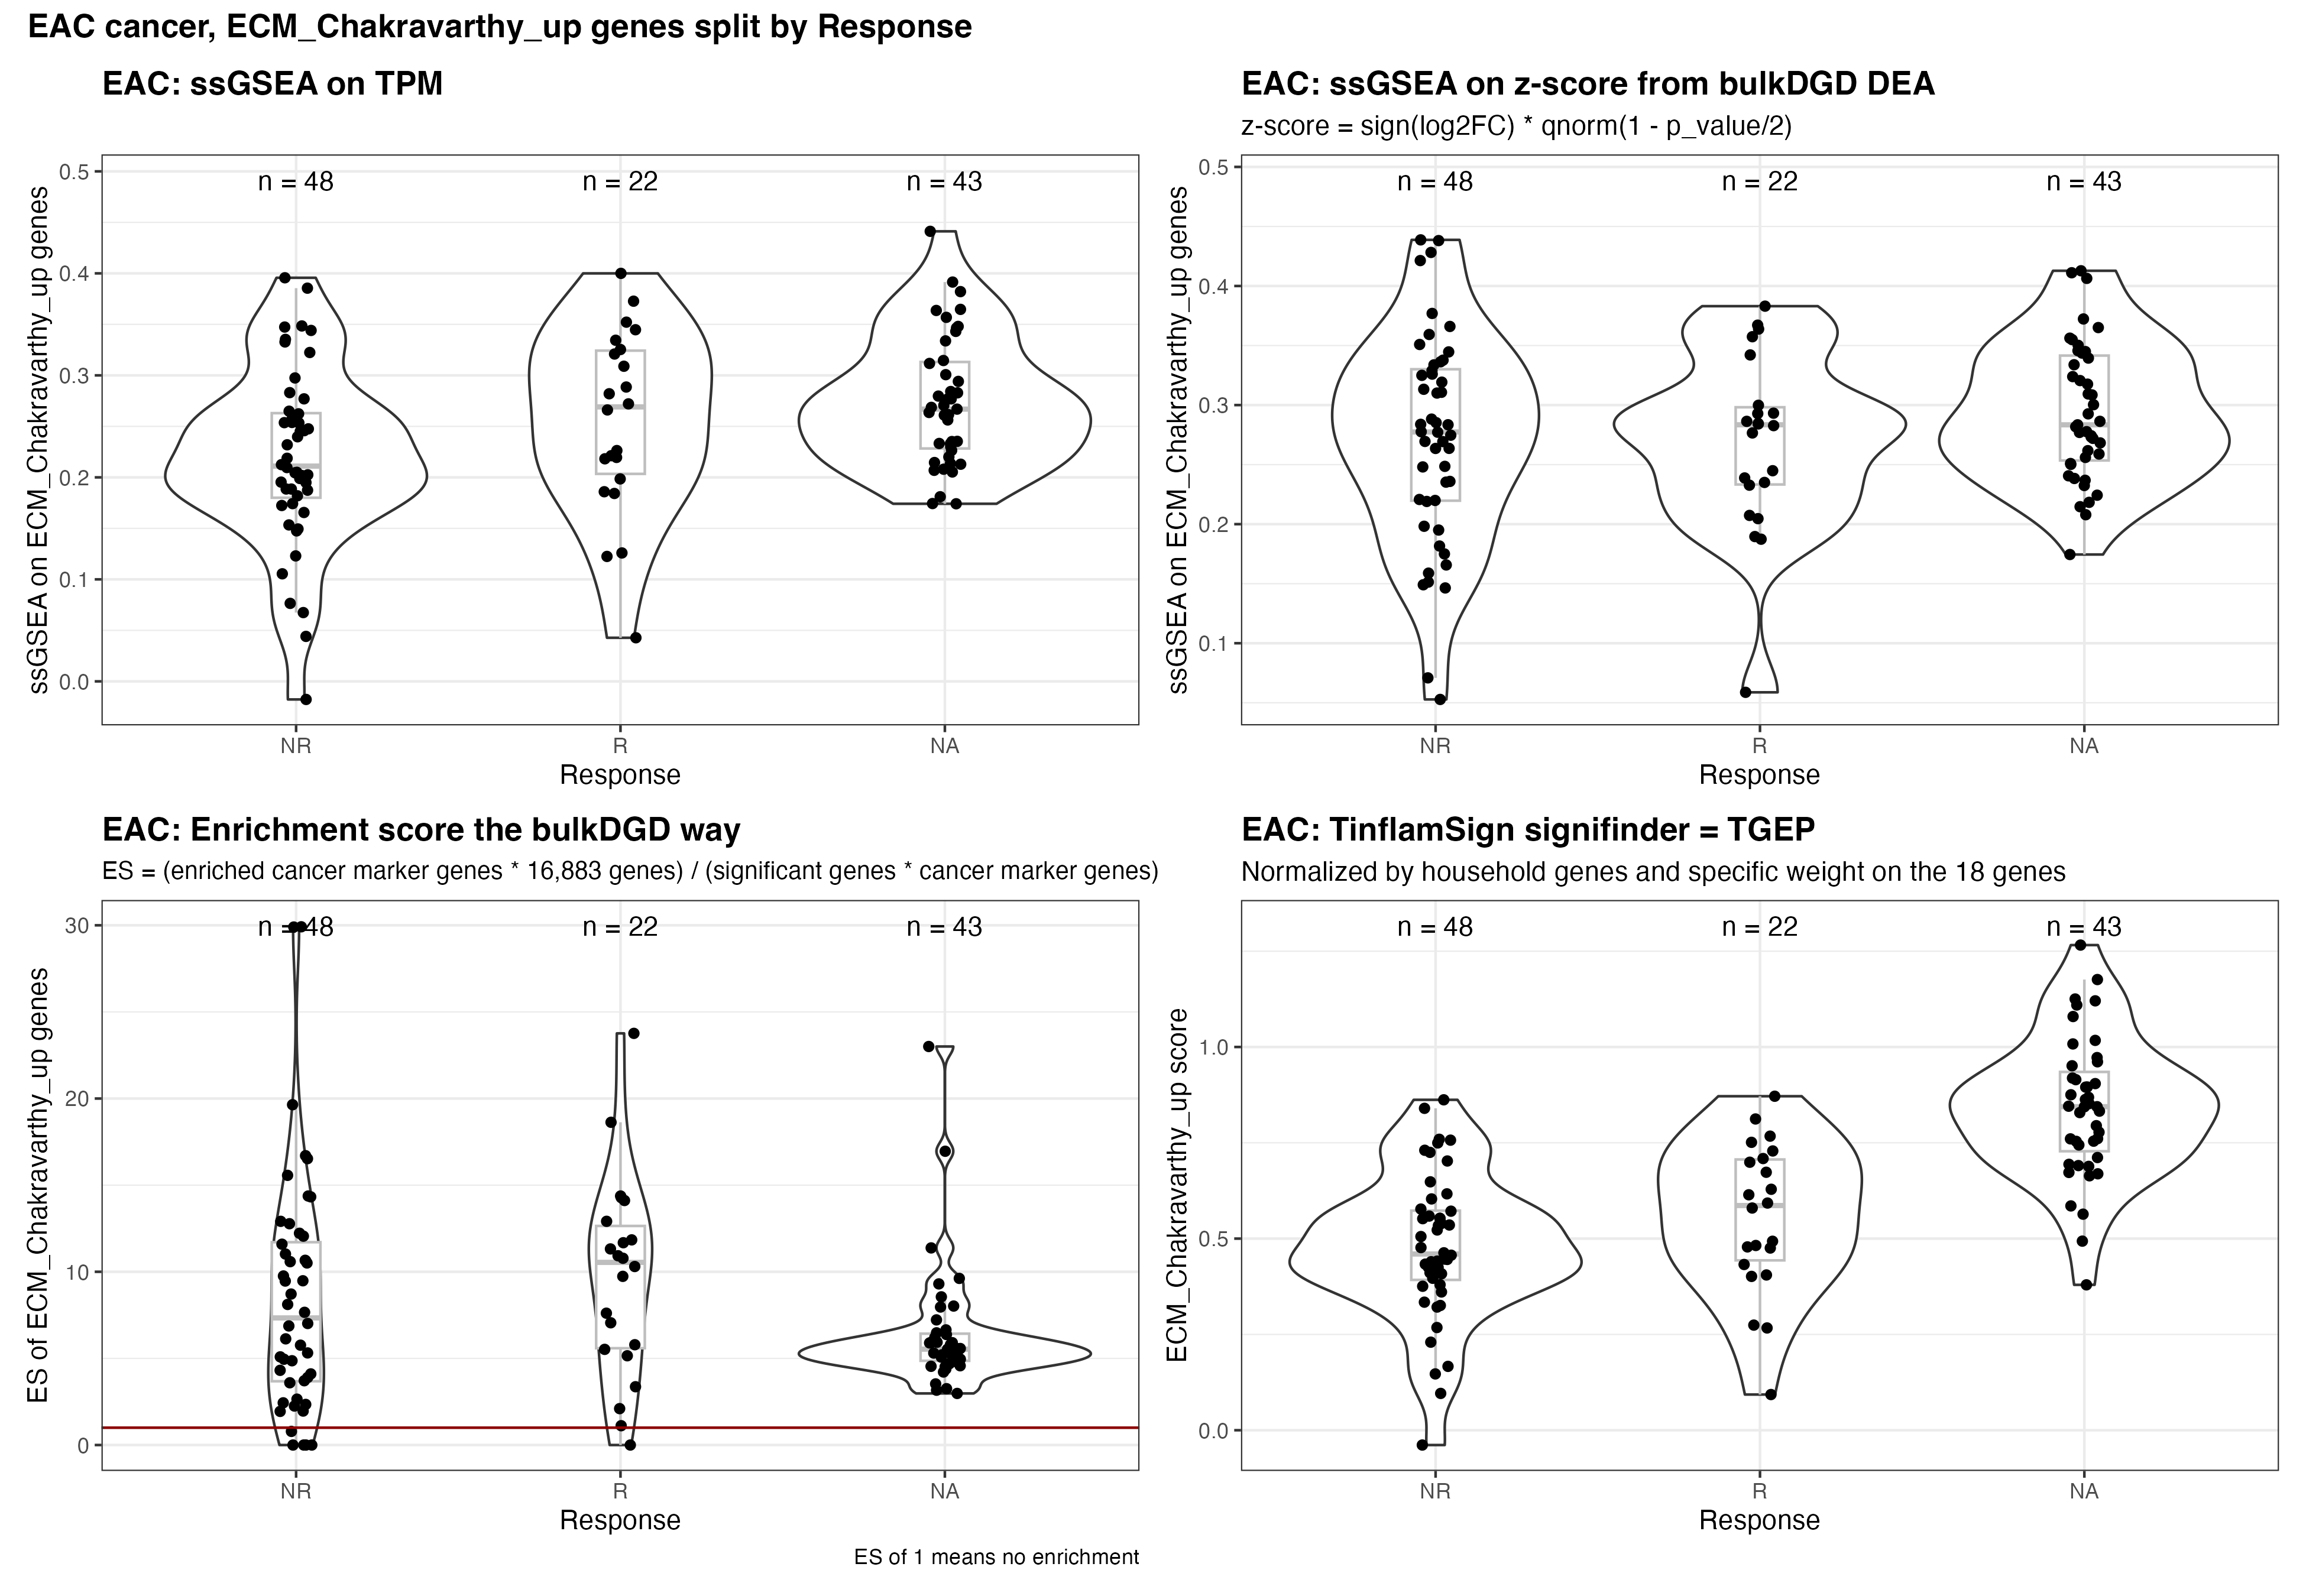 EAC cancer, ECM_Chakravarthy_up genes split by Response
EAC: ssGSEA on TPM
ssGSEA on ECM_Chakravarthy_up genes
0.5
0.4
0.3
0.2
0.1
0.0
n = 48
n = 22
n = 43
NR
R
NA
Response
EAC: ssGSEA on z-score from bulkDGD DEA
z-score = sign(log2FC) * qnorm(1 - p_value/2)
ssGSEA on ECM_Chakravarthy_up genes
0.5
0.4
0.3
0.2
0.1
n = 48
n = 22
n = 43
NR
R
NA
Response
EAC: Enrichment score the bulkDGD way
ES = (enriched cancer marker genes * 16,883 genes) / (significant genes * cancer marker genes)
ES of ECM_Chakravarthy_up genes
30
20
10
0
n = 48
n = 22
n = 43
NR
R
NA
Response
ES of 1 means no enrichment
EAC: TinflamSign signifinder = TGEP
Normalized by household genes and specific weight on the 18 genes
ECM_Chakravarthy_up score
1.0
0.5
0.0
n = 48
n = 22
n = 43
NR
R
NA
Response